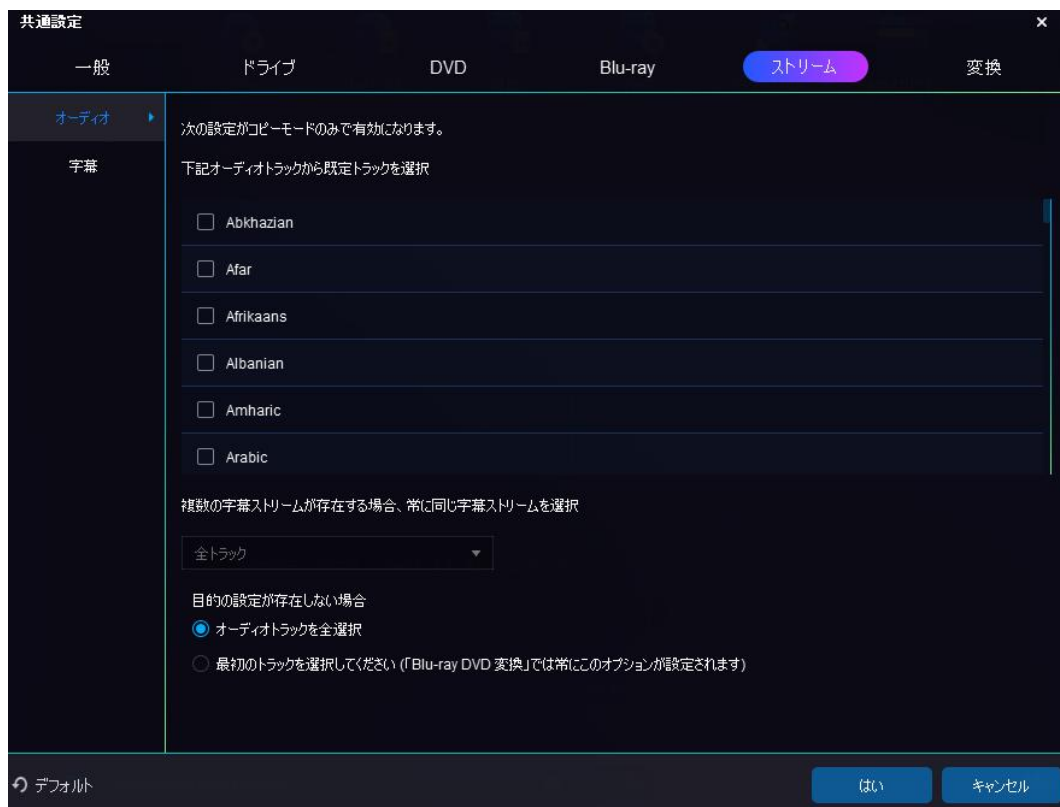 共通設定
一般
ドライブ
DVD
Blu-ray
ストリーム
変換
オーディオ
字幕
次の設定がコピーモードのみで有効になります。
下記オーディオトラックから既定トラックを選択
Abkhazian
Afar
Afrikaans
Albanian
Amharic
Arabic
複数の字幕ストリームが存在する場合、常に同じ字幕ストリームを選択
全トラック
目的の設定が存在しない場合
オーディオトラックを全選択
最初のトラックを選択してください (「Blu-ray DVD 変換」では常にこのオプションが設定されます)
デフォルト
はい
キャンセル